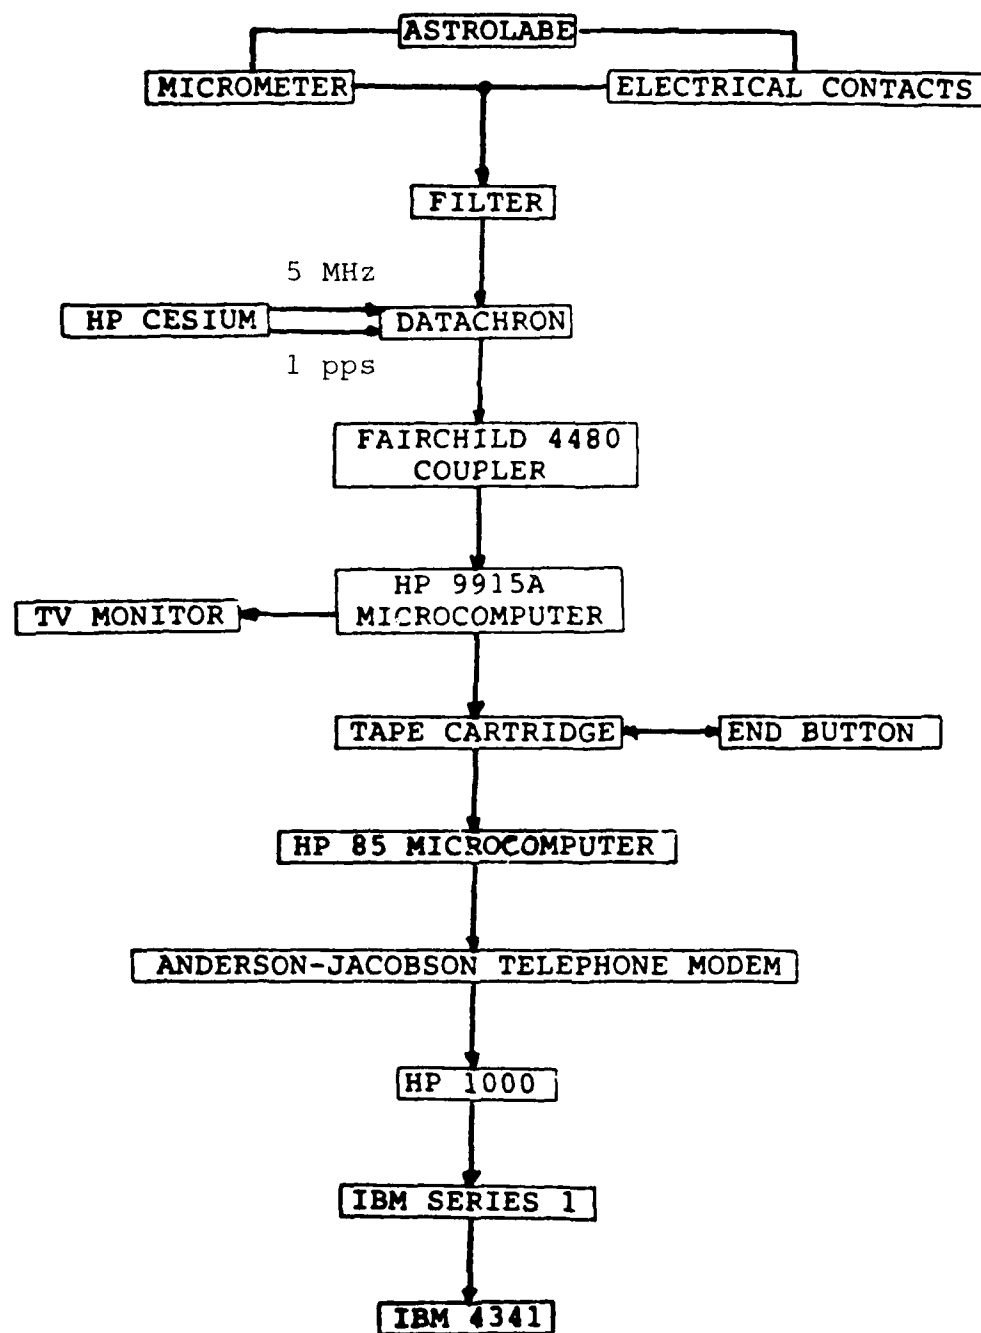 ASTROLABE
MICROMETER
ELECTRICAL CONTACTS
FILTER
5 MHz
HP CESIUM
DATACHRON
1 pps
FAIRCHILD 4480
COUPLER
HP 9915A
MICROCOMPUTER
TV MONITOR
TAPE CARTRIDGE
END BUTTON
HP 85 MICROCOMPUTER
ANDERSON-JACOBSON TELEPHONE MODEM
HP 1000
IBM SERIES 1
IBM 4341